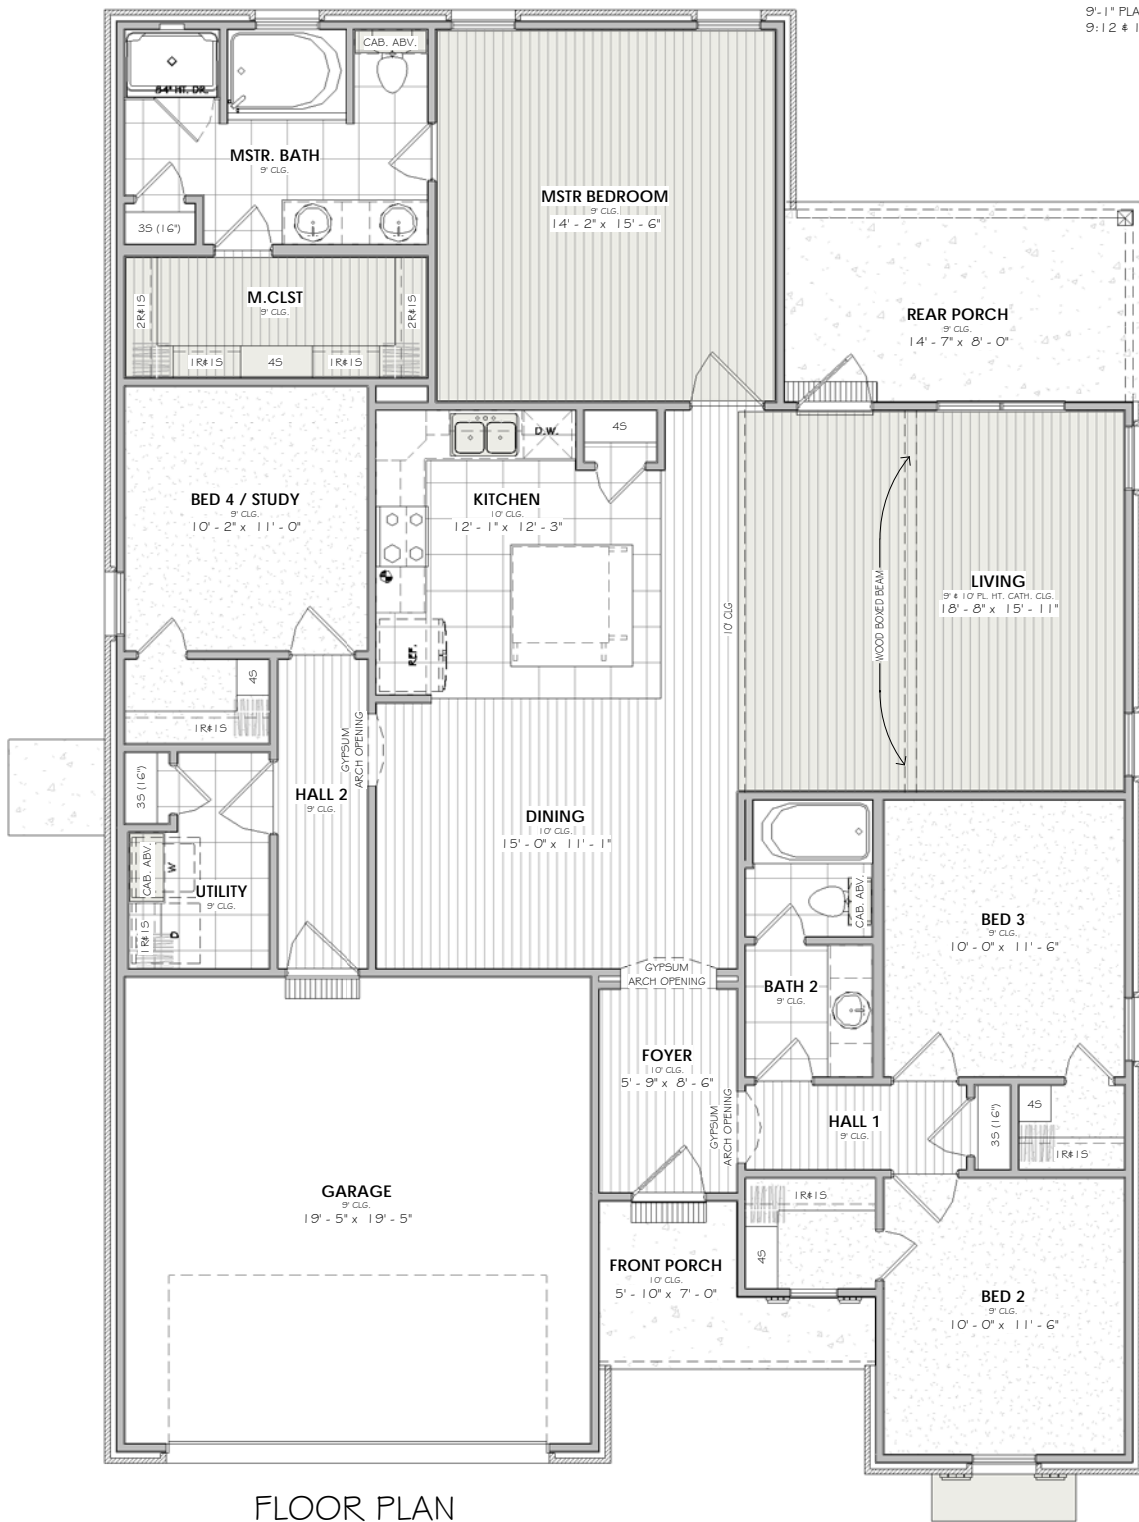 9'-1" PLA
9:12 &
CAB. ABV.
84" HT. DR.
MSTR. BATH
9' CLG.
3S (16")
MSTR BEDROOM
9' CLG.
14' - 2" x 15' - 6"
M.CLST
9' CLG.
2R&1S
2R&1S
1R&1S
4S
1R&1S
REAR PORCH
9' CLG.
14' - 7" x 8' - 0"
D.W.
4S
BED 4 / STUDY
9' CLG.
10' - 2" x 11' - 0"
KITCHEN
10' CLG.
12' - 1" x 12' - 3"
REF.
10' CLG
WOOD BOXED BEAM
LIVING
9' & 10' PL. HT. CATH. CLG.
18' - 8" x 15' - 11"
4S
1R&1S
GYPSUM
ARCH OPENING
3S (16")
HALL 2
9' CLG.
DINING
10' CLG.
15' - 0" x 11' - 1"
CAB. ABV.
W
UTILITY
9' CLG.
1R&1S
D
CAB. ABV.
BED 3
9' CLG.
10' - 0" x 11' - 6"
GYPSUM
ARCH OPENING
BATH 2
9' CLG.
FOYER
10' CLG.
5' - 9" x 8' - 6"
GYPSUM
ARCH OPENING
HALL 1
9' CLG.
3S (16")
4S
1R&1S
GARAGE
9' CLG.
19' - 5" x 19' - 5"
1R&1S
4S
FRONT PORCH
10' CLG.
5' - 10" x 7' - 0"
BED 2
9' CLG.
10' - 0" x 11' - 6"
FLOOR PLAN